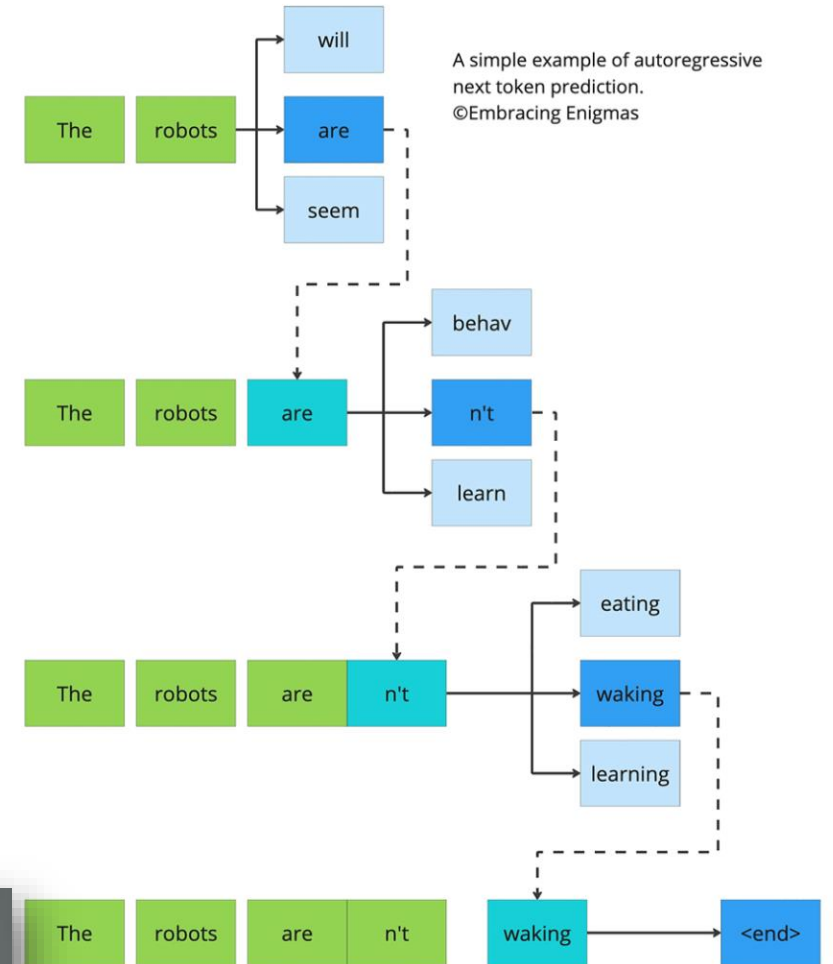 will
A simple example of autoregressive
next token prediction.
©Embracing Enigmas
The robots are
seem
behav
The robots are n't
learn
eating
The robots are n't waking
learning
The robots are n't waking <end>